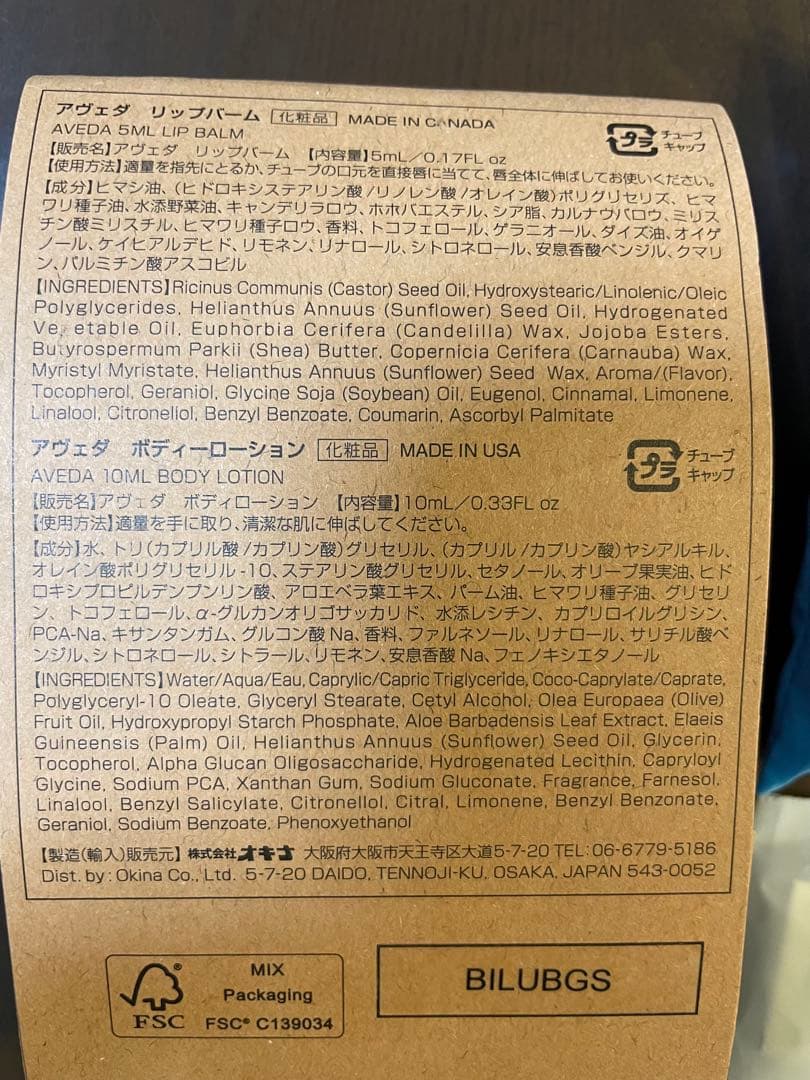 アヴェダ リップバーム 化粧品 MADE IN CANADA
AVEDA 5ML LIP BALM
プラ チューブ キャップ
【販売名】アヴェダ リップバーム 【内容量】5mL/0.17FL oz
【使用方法】適量を指先にとるか、チューブの口元を直接唇に当てて、唇全体に伸ばしてお使いください。
【成分】ヒマシ油、(ヒドロキシステアリン酸/リノレン酸/オレイン酸)ポリグリセリズ、ヒマ
ワリ種子油、水添野菜油、キャンデリラロウ、ホホバエステル、シア脂、カルナウバロウ、ミリス
チン酸ミリスチル、ヒマワリ種子ロウ、香料、トコフェロール、ゲラニオール、ダイズ油、オイゲ
ノール、ケイヒアルデヒド、リモネン、リナロール、シトロネロール、安息香酸ベンジル、クマリ
ン、パルミチン酸アスコビル
【INGREDIENTS】Ricinus Communis (Castor) Seed Oil, Hydroxystearic/Linolenic/Oleic
Polyglycerides, Helianthus Annuus (Sunflower) Seed Oil, Hydrogenated
Ve etable Oil, Euphorbia Cerifera (Candelilla) Wax, Jojoba Esters,
Butyrospermum Parkii (Shea) Butter, Copernicia Cerifera (Carnauba) Wax,
Myristyl Myristate, Helianthus Annuus (Sunflower) Seed Wax, Aroma/(Flavor),
Tocopherol, Geraniol, Glycine Soja (Soybean) Oil, Eugenol, Cinnamal, Limonene,
Linalool, Citronellol, Benzyl Benzoate, Coumarin, Ascorbyl Palmitate
アヴェダ ボディーローション 化粧品 MADE IN USA
AVEDA 10ML BODY LOTION
プラ チューブ キャップ
【販売名】アヴェダ ボディローション 【内容量】10mL/0.33FL oz
【使用方法】適量を手に取り、清潔な肌に伸ばしてください。
【成分】水、トリ(カプリル酸/カプリン酸)グリセリル、(カプリル/カプリン酸)ヤシアルキル、
オレイン酸ポリグリセリル-10、ステアリン酸グリセリル、セタノール、オリーブ果実油、ヒド
ロキシプロピルデンプンリン酸、アロエベラ葉エキス、パーム油、ヒマワリ種子油、グリセリ
ン、トコフェロール、α-グルカンオリゴサッカリド、水添レシチン、カプリロイルグリシン、
PCA-Na、キサンタンガム、グルコン酸Na、香料、ファルネソール、リナロール、サリチル酸ベ
ンジル、シトロネロール、シトラール、リモネン、安息香酸Na、フェノキシエタノール
【INGREDIENTS】Water/Aqua/Eau, Caprylic/Capric Triglyceride, Coco-Caprylate/Caprate,
Polyglyceryl-10 Oleate, Glyceryl Stearate, Cetyl Alcohol, Olea Europaea (Olive)
Fruit Oil, Hydroxypropyl Starch Phosphate, Aloe Barbadensis Leaf Extract, Elaeis
Guineensis (Palm) Oil, Helianthus Annuus (Sunflower) Seed Oil, Glycerin,
Tocopherol, Alpha Glucan Oligosaccharide, Hydrogenated Lecithin, Capryloyl
Glycine, Sodium PCA, Xanthan Gum, Sodium Gluconate, Fragrance, Farnesol,
Linalool, Benzyl Salicylate, Citronellol, Citral, Limonene, Benzyl Benzonate,
Geraniol, Sodium Benzoate, Phenoxyethanol
【製造(輸入)販売元】 株式会社オキナ 大阪府大阪市天王寺区大道5-7-20 TEL:06-6779-5186
Dist. by : Okina Co., Ltd. 5-7-20 DAIDO, TENNOJI-KU, OSAKA, JAPAN 543-0052
FSC
MIX
Packaging
FSC® C139034
BILUBGS